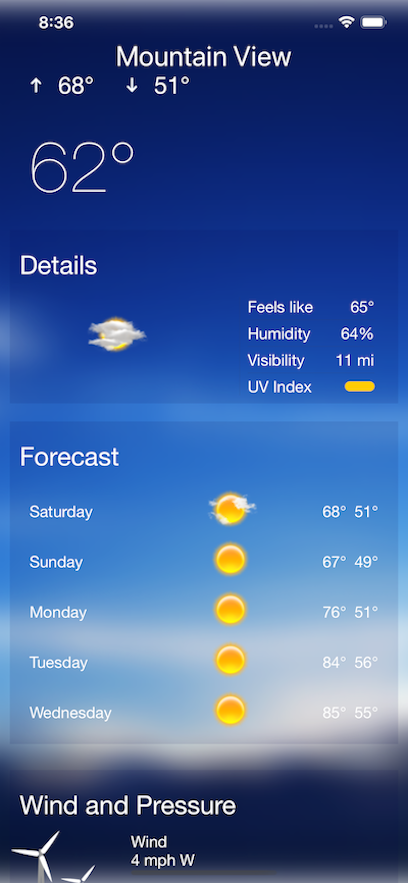 8:36
Mountain View
↑ 68° ↓ 51°
62°
Details
Feels like 65°
Humidity 64%
Visibility 11 mi
UV Index
Forecast
Saturday 68° 51°
Sunday 67° 49°
Monday 76° 51°
Tuesday 84° 56°
Wednesday 85° 55°
Wind and Pressure
Wind
4 mph W